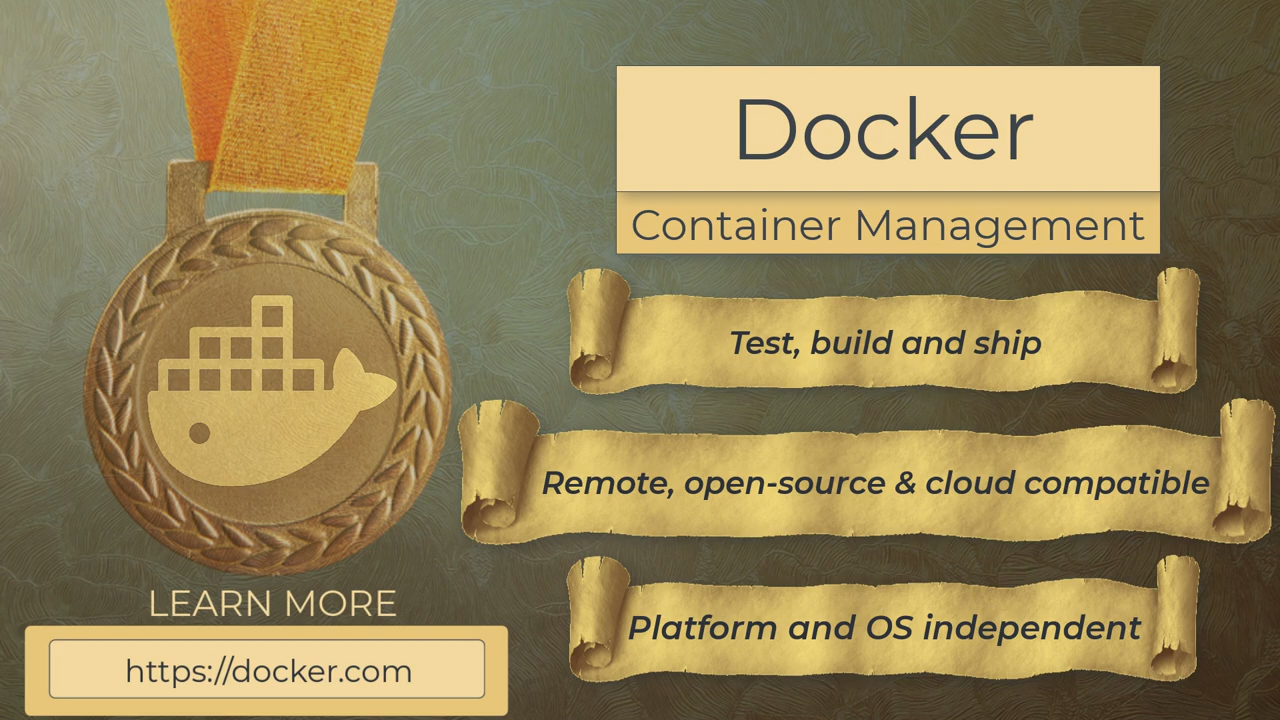 Docker
Container Management
Test, build and ship
Remote, open-source & cloud compatible
Platform and OS independent
LEARN MORE
https://docker.com